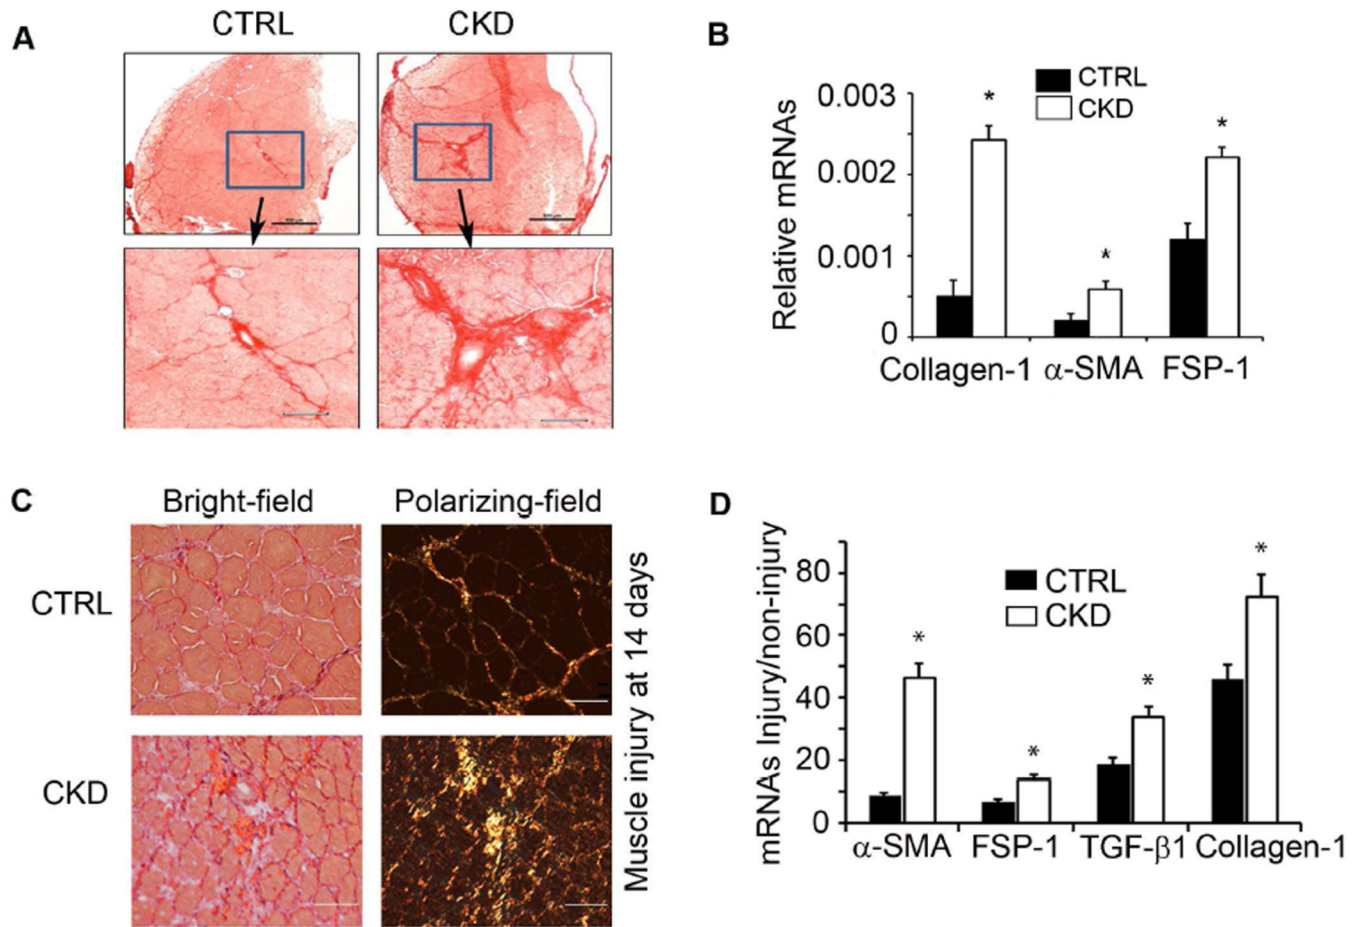 A
CTRL
CKD
B
CTRL
CKD
Relative mRNAs
0.003
0.002
0.001
0
*
*
*
Collagen-1
α-SMA
FSP-1
C
Bright-field
Polarizing-field
CTRL
CKD
Muscle injury at 14 days
D
CTRL
CKD
mRNAs Injury/non-injury
80
60
40
20
0
*
*
*
*
α-SMA
FSP-1
TGF-β1
Collagen-1